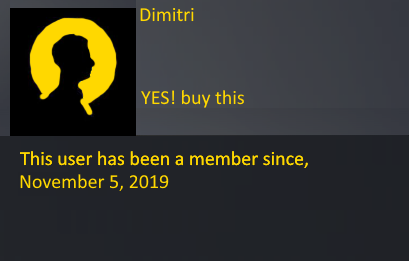 Dimitri
YES! buy this
This user has been a member since,
November 5, 2019